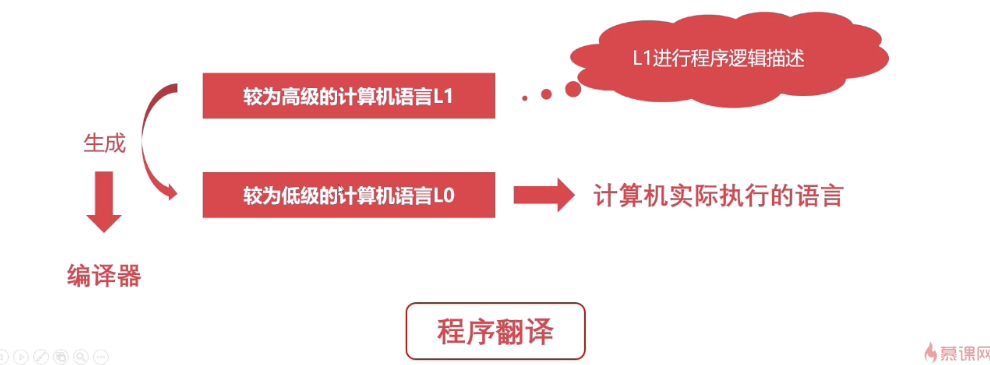 L1进行程序逻辑描述
较为高级的计算机语言L1
生成
较为低级的计算机语言L0
计算机实际执行的语言
编译器
程序翻译
慕课网